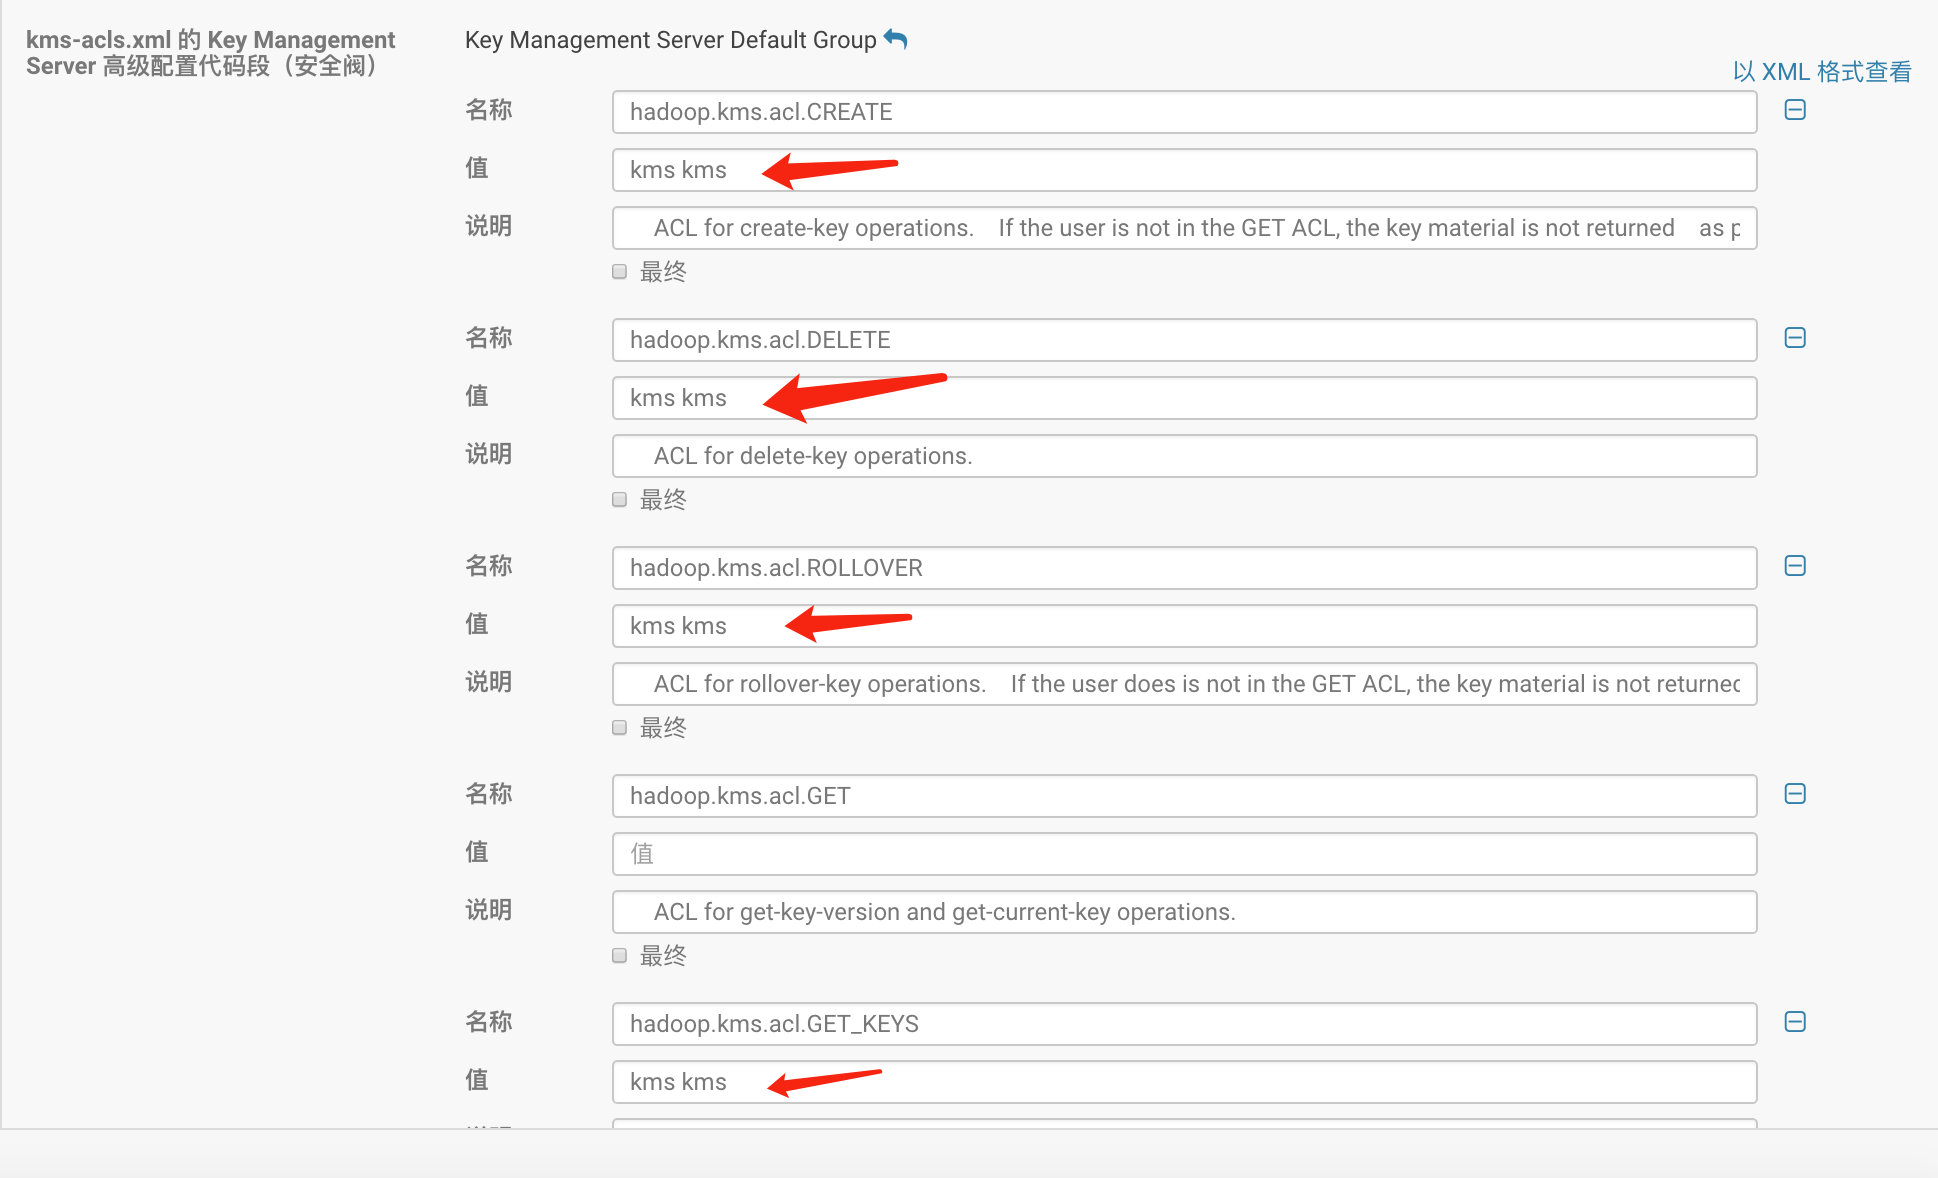 kms-acls.xml 的 Key Management
Server 高级配置代码段（安全阀）
Key Management Server Default Group
以 XML 格式查看
名称 hadoop.kms.acl.CREATE
值 kms kms
说明 ACL for create-key operations. If the user is not in the GET ACL, the key material is not returned as p
最终
名称 hadoop.kms.acl.DELETE
值 kms kms
说明 ACL for delete-key operations.
最终
名称 hadoop.kms.acl.ROLLOVER
值 kms kms
说明 ACL for rollover-key operations. If the user does is not in the GET ACL, the key material is not returned
最终
名称 hadoop.kms.acl.GET
值 值
说明 ACL for get-key-version and get-current-key operations.
最终
名称 hadoop.kms.acl.GET_KEYS
值 kms kms